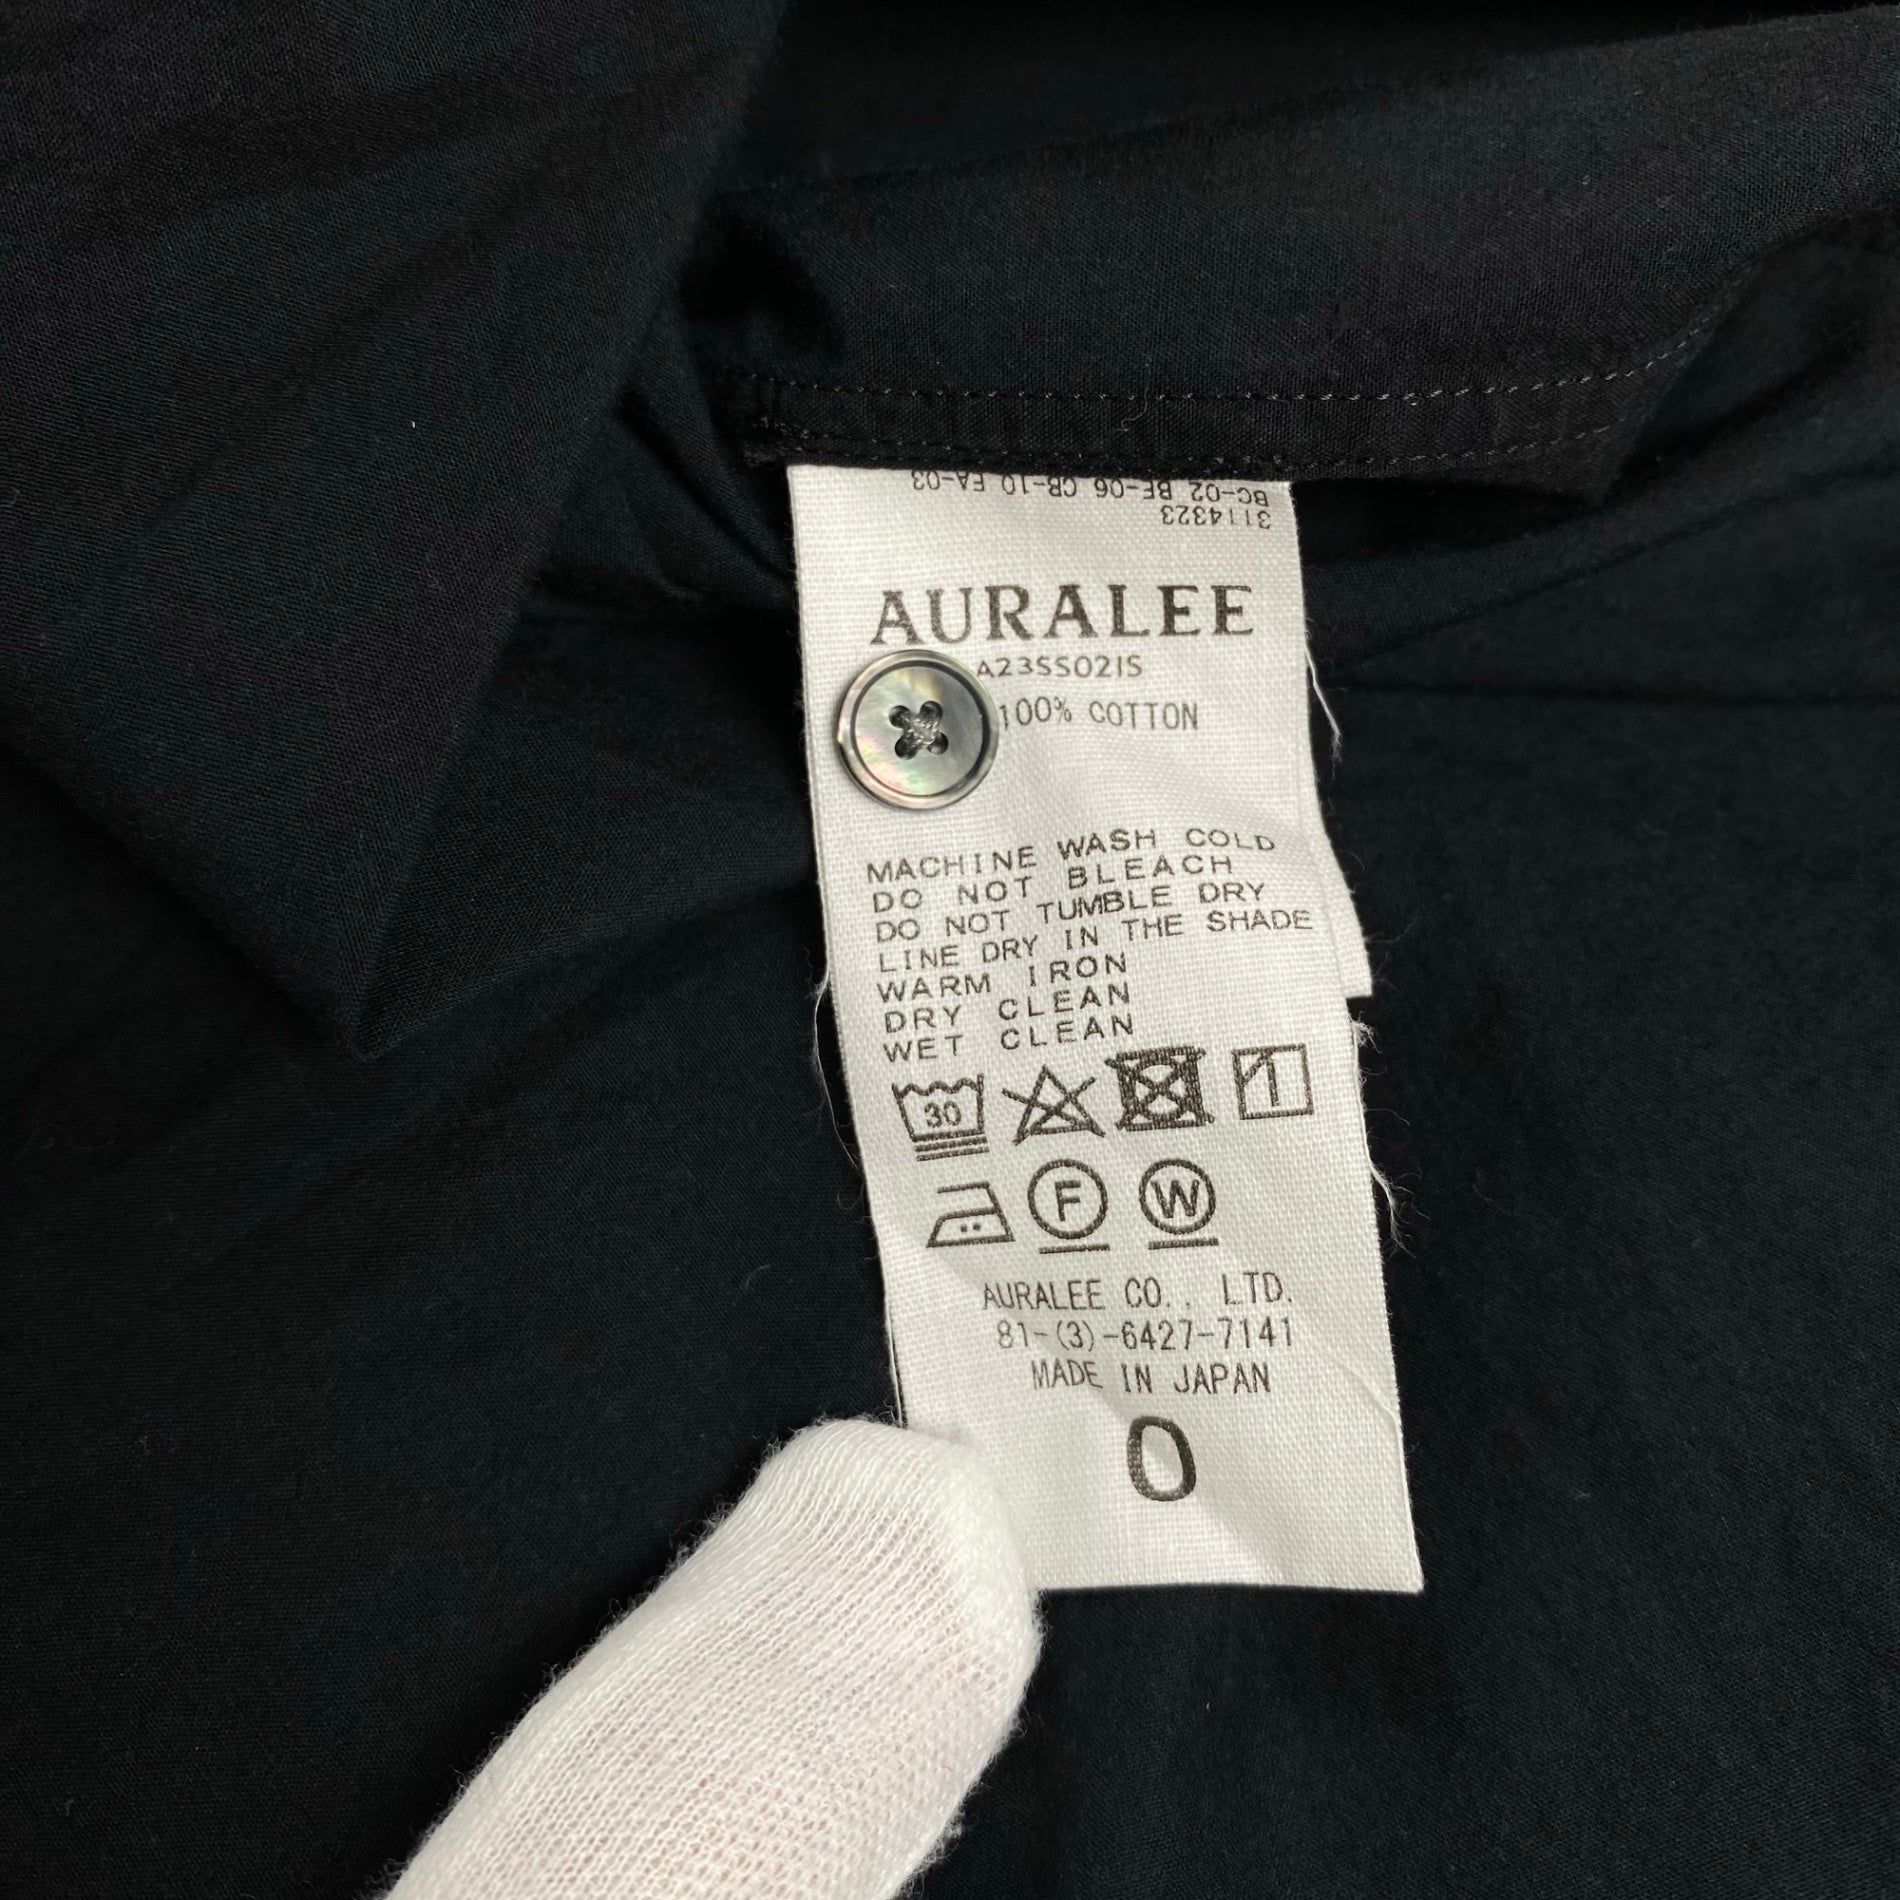 BC-02 BE-06 CB-10 EA-03
3114323
AURALEE
A23SS02IS
100% COTTON
MACHINE WASH COLD
DO NOT BLEACH
DO NOT TUMBLE DRY
LINE DRY IN THE SHADE
WARM IRON
DRY CLEAN
WET CLEAN
30
F W
AURALEE CO., LTD.
81-(3)-6427-7141
MADE IN JAPAN
0